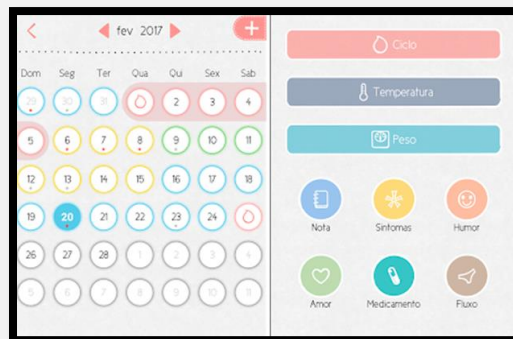 fev 2017
Dom Seg Ter Qua Qui Sex Sab
29 30 31 2 3 4
5 6 7 8 9 10 11
12 13 14 15 16 17 18
19 20 21 22 23 24
26 27 28 1 2 3 4
5 6 7 8 9 10 11
Ciclo
Temperatura
Peso
Nota Sintomas Humor
Amor Medicamento Fluxo